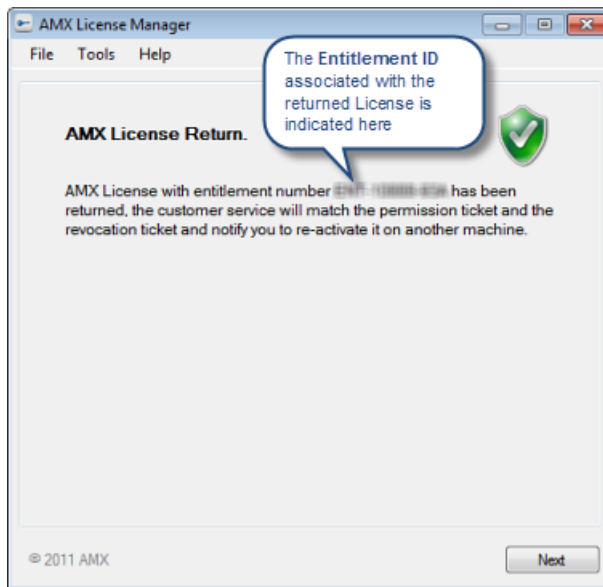 AMX License Manager
File Tools Help
The Entitlement ID
associated with the
returned License is
indicated here
AMX License Return.
AMX License with entitlement number has been
returned, the customer service will match the permission ticket and the
revocation ticket and notify you to re-activate it on another machine.
© 2011 AMX
Next